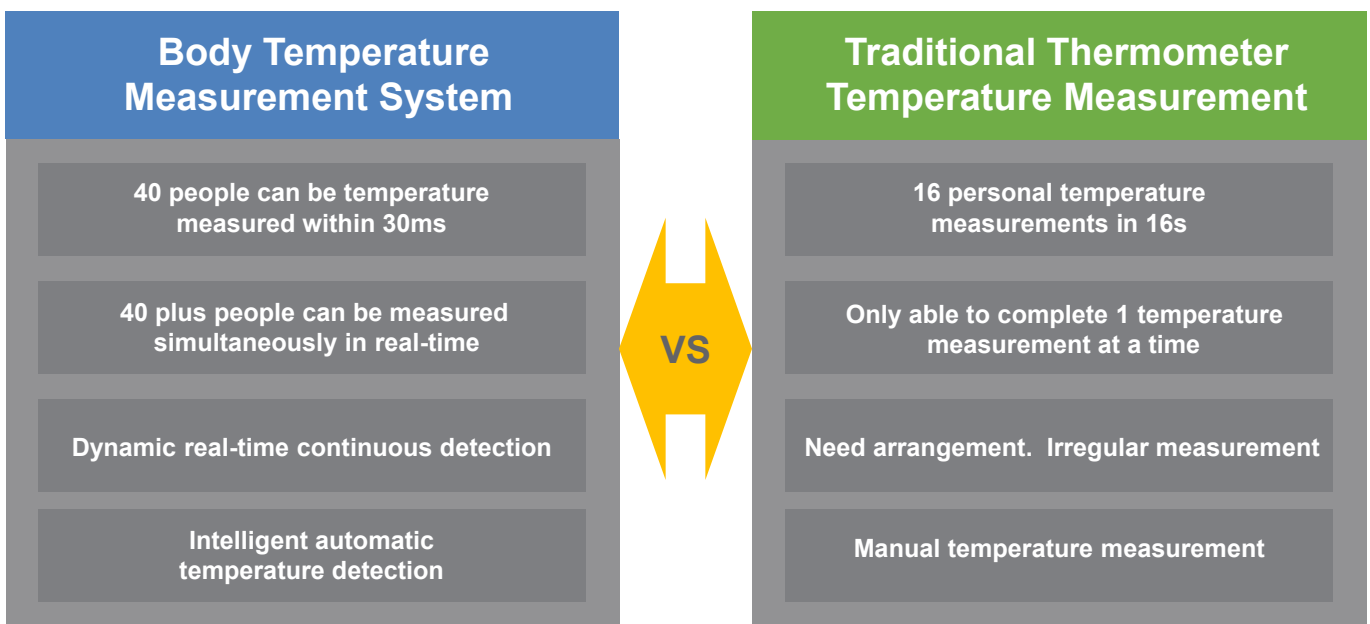 Body Temperature
Measurement System
40 people can be temperature
measured within 30ms
40 plus people can be measured
simultaneously in real-time
Dynamic real-time continuous detection
Intelligent automatic
temperature detection
VS
Traditional Thermometer
Temperature Measurement
16 personal temperature
measurements in 16s
Only able to complete 1 temperature
measurement at a time
Need arrangement.  Irregular measurement
Manual temperature measurement